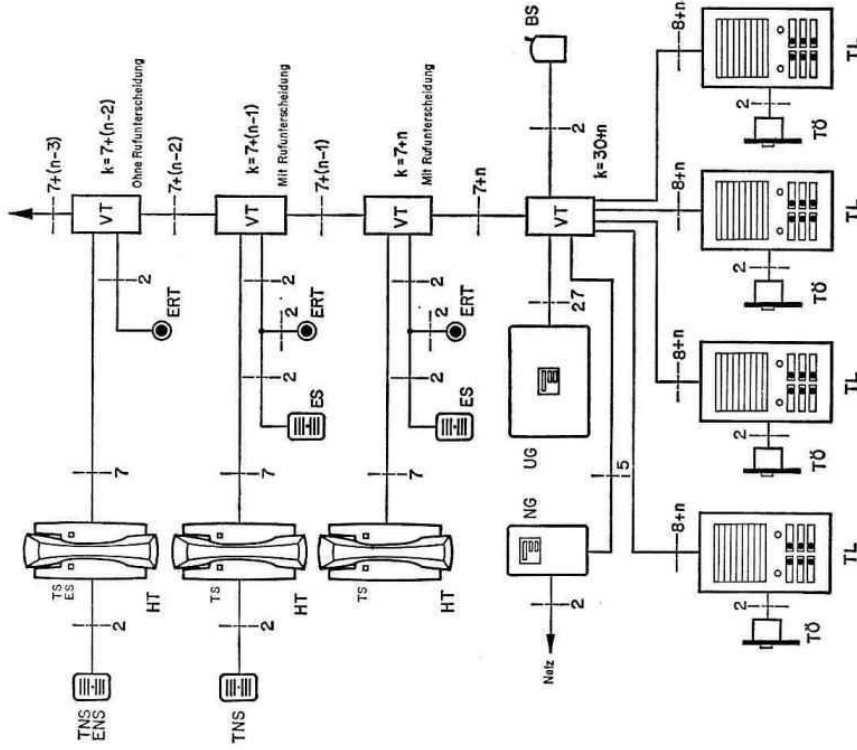 7+(n-3)
TNS
ENS
2
TS
ES
HT
7
2
ERT
VT
k=7+(n-2)
Ohne Rufunterscheidung
7+(n-2)
TNS
2
TS
HT
7
2
2
2
ES
ERT
VT
k=7+(n-1)
Mit Rufunterscheidung
7+(n-1)
TS
HT
7
2
2
2
ES
ERT
VT
k=7+n
Mit Rufunterscheidung
7+n
Netz
2
NG
UG
5
27
VT
k=30+n
2
BS
8+n
8+n
8+n
8+n
2
2
2
2
TÖ
TL
TÖ
TL
TÖ
TL
TÖ
TL